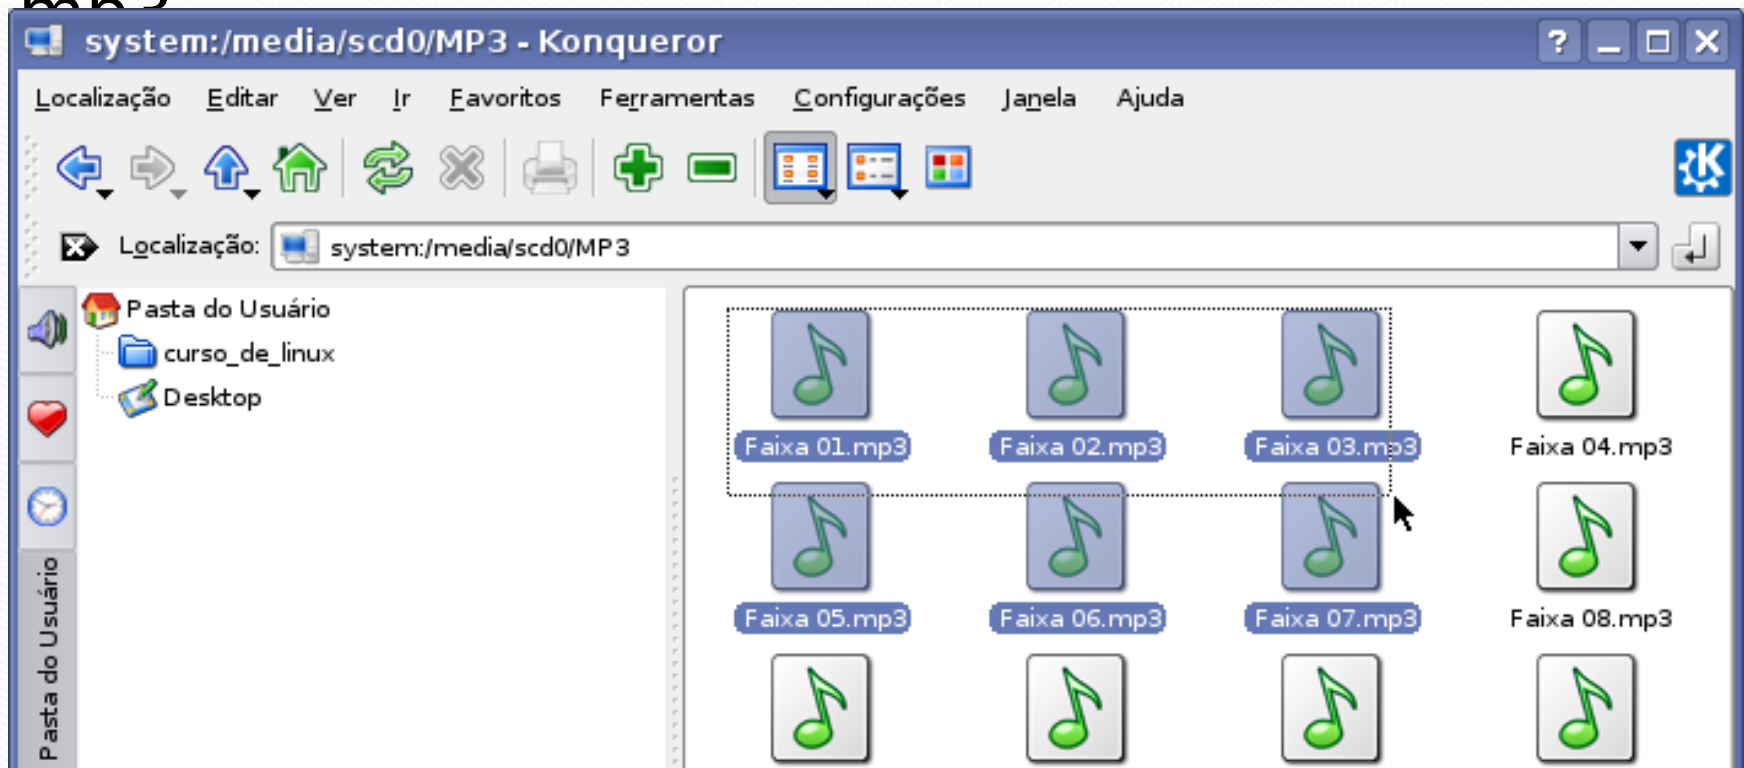 mp3
system:/media/scd0/MP3 - Konqueror
Localização Editar Ver Ir Favoritos Ferramentas Configurações Janela Ajuda
Localização: system:/media/scd0/MP3
Pasta do Usuário
curso_de_linux
Desktop
Pasta do Usuário
Faixa 01.mp3 Faixa 02.mp3 Faixa 03.mp3 Faixa 04.mp3
Faixa 05.mp3 Faixa 06.mp3 Faixa 07.mp3 Faixa 08.mp3